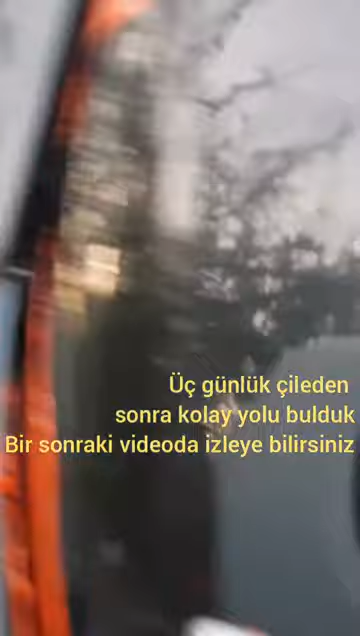 Üç günlük çileden
sonra kolay yolu bulduk
Bir sonraki videoda izleye bilirsiniz